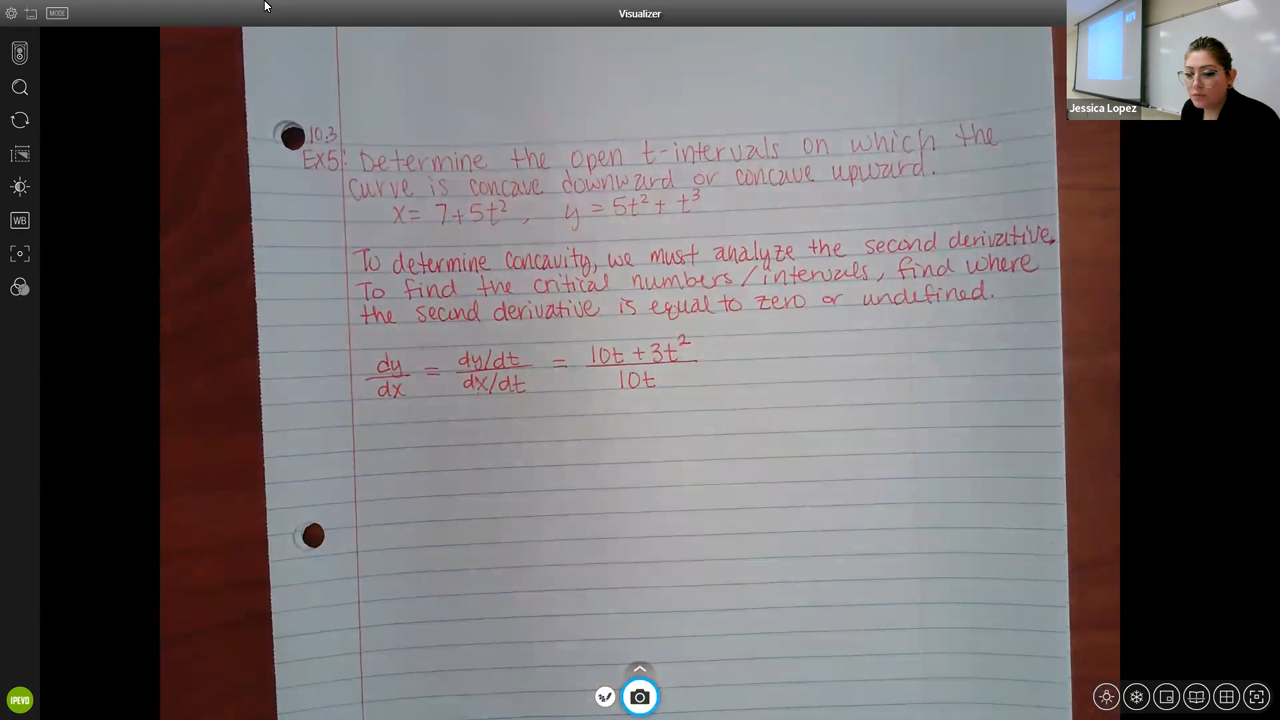 MODE
Visualizer
Jessica Lopez
10.3
EX5: Determine the open t-intervals on which the
curve is concave downward or concave upward.
x = 7+5t², y = 5t² + t³
To determine concavity, we must analyze the second derivative.
To find the critical numbers/intervals, find where
the second derivative is equal to zero or undefined.
dy/dx = (dy/dt)/(dx/dt) = (10t + 3t²)/(10t)
WB
IPEVO